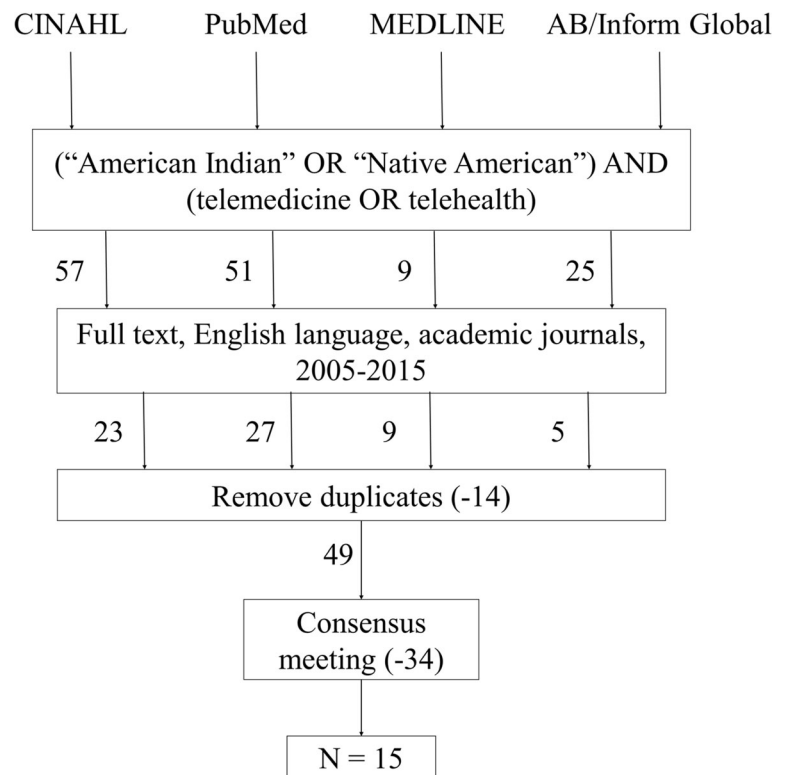 CINAHL PubMed MEDLINE AB/Inform Global
(“American Indian” OR “Native American”) AND
(telemedicine OR telehealth)
57 51 9 25
Full text, English language, academic journals,
2005-2015
23 27 9 5
Remove duplicates (-14)
49
Consensus
meeting (-34)
N = 15